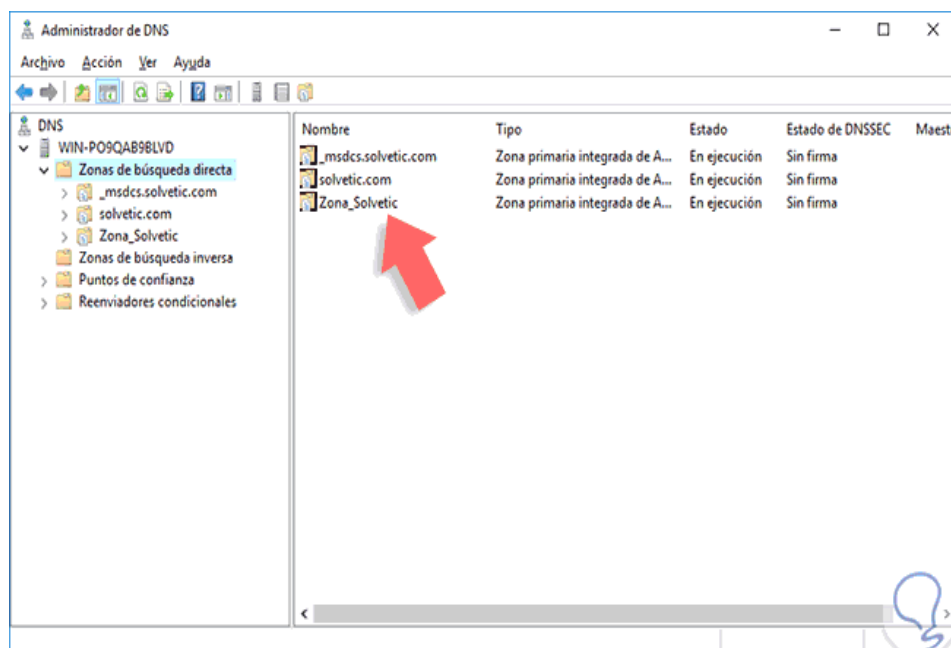 Administrador de DNS
Archivo Acción Ver Ayuda
DNS
WIN-PO9QAB9BLVD
Zonas de búsqueda directa
_msdcs.solvetic.com
solvetic.com
Zona_Solvetic
Zonas de búsqueda inversa
Puntos de confianza
Reenviadores condicionales
Nombre Tipo Estado Estado de DNSSEC Maest
_msdcs.solvetic.com Zona primaria integrada de A... En ejecución Sin firma
solvetic.com Zona primaria integrada de A... En ejecución Sin firma
Zona_Solvetic Zona primaria integrada de A... En ejecución Sin firma